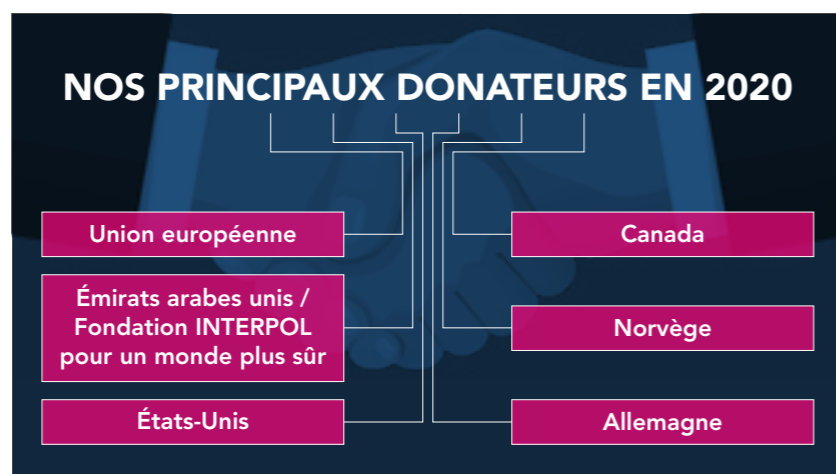 NOS PRINCIPAUX DONATEURS EN 2020
Union européenne
Émirats arabes unis /
Fondation INTERPOL
pour un monde plus sûr
États-Unis
Canada
Norvège
Allemagne